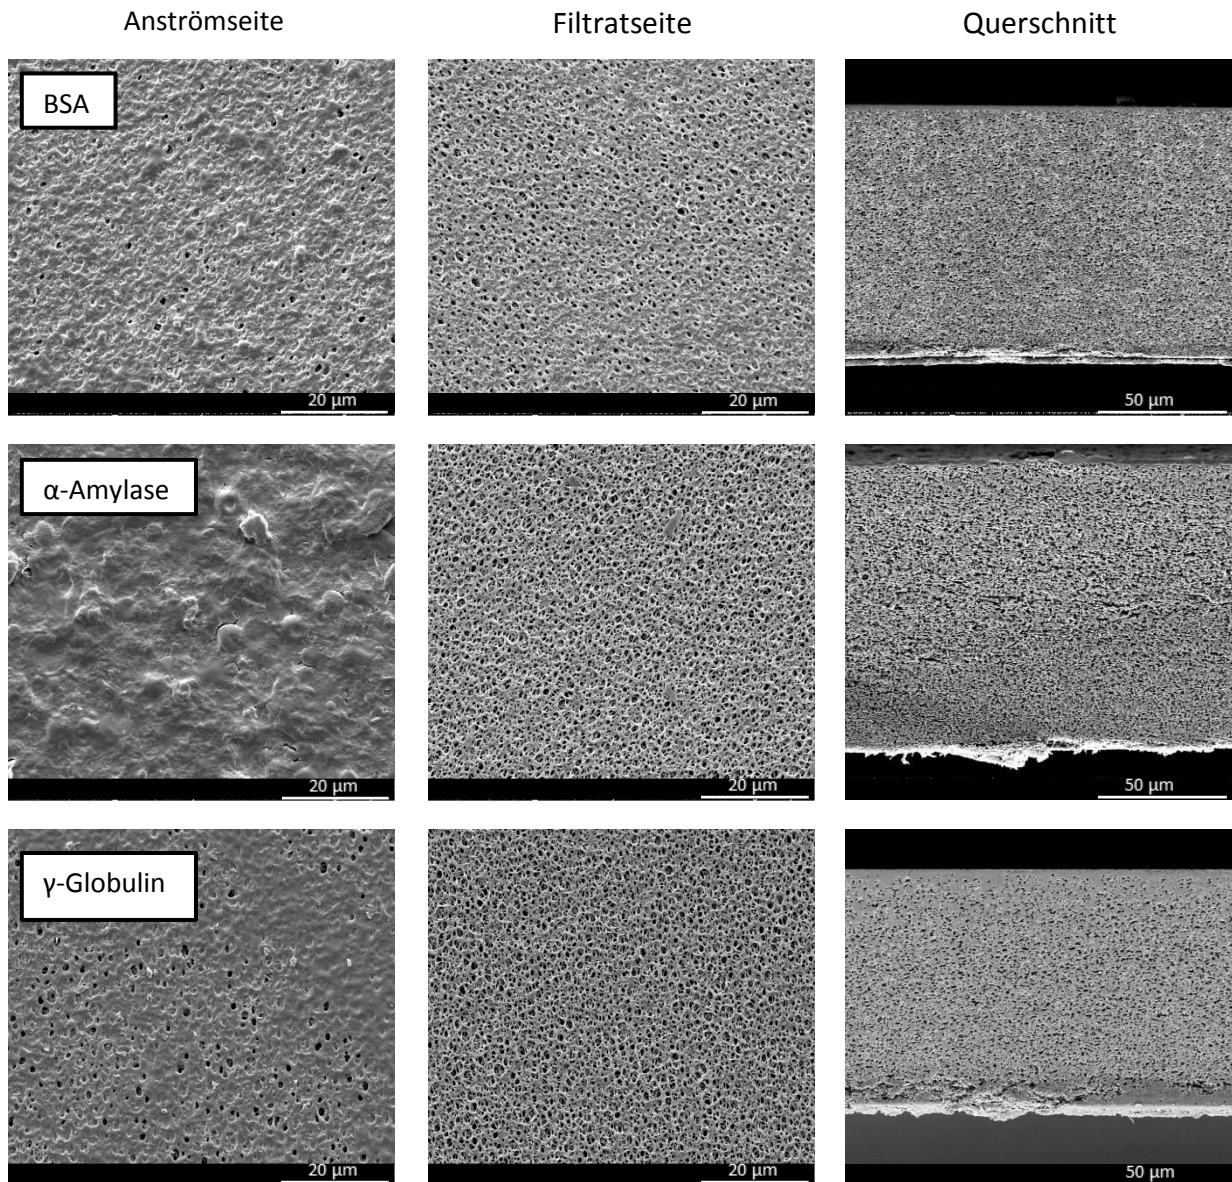 Anströmseite Filtratseite Querschnitt
BSA
20 µm 20 µm 50 µm
α-Amylase
20 µm 20 µm 50 µm
γ-Globulin
20 µm 20 µm 50 µm